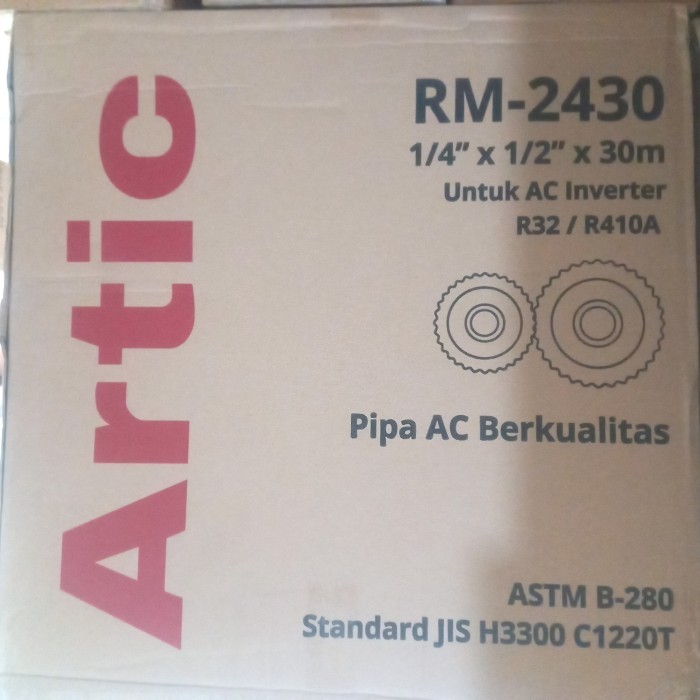 Artic
RM-2430
1/4" x 1/2" x 30m
Untuk AC Inverter
R32 / R410A
Pipa AC Berkualitas
ASTM B-280
Standard JIS H3300 C1220T